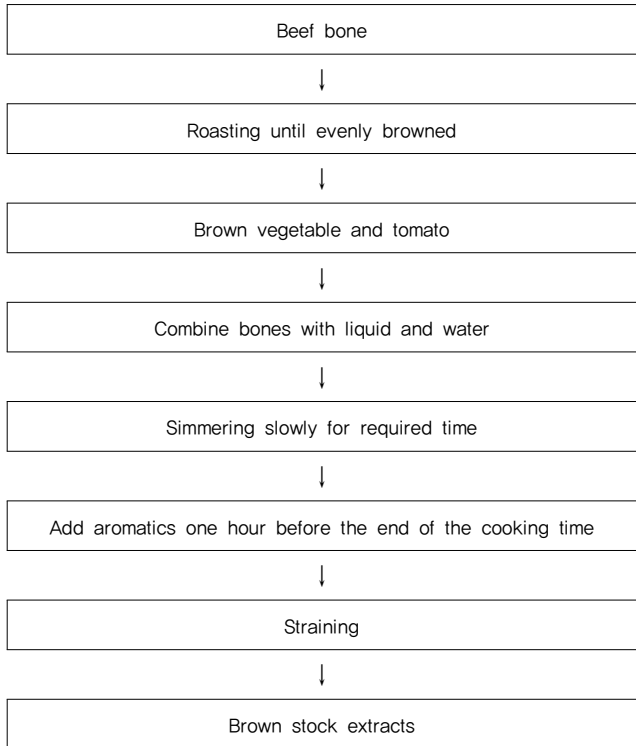 Beef bone
↓
Roasting until evenly browned
↓
Brown vegetable and tomato
↓
Combine bones with liquid and water
↓
Simmering slowly for required time
↓
Add aromatics one hour before the end of the cooking time
↓
Straining
↓
Brown stock extracts